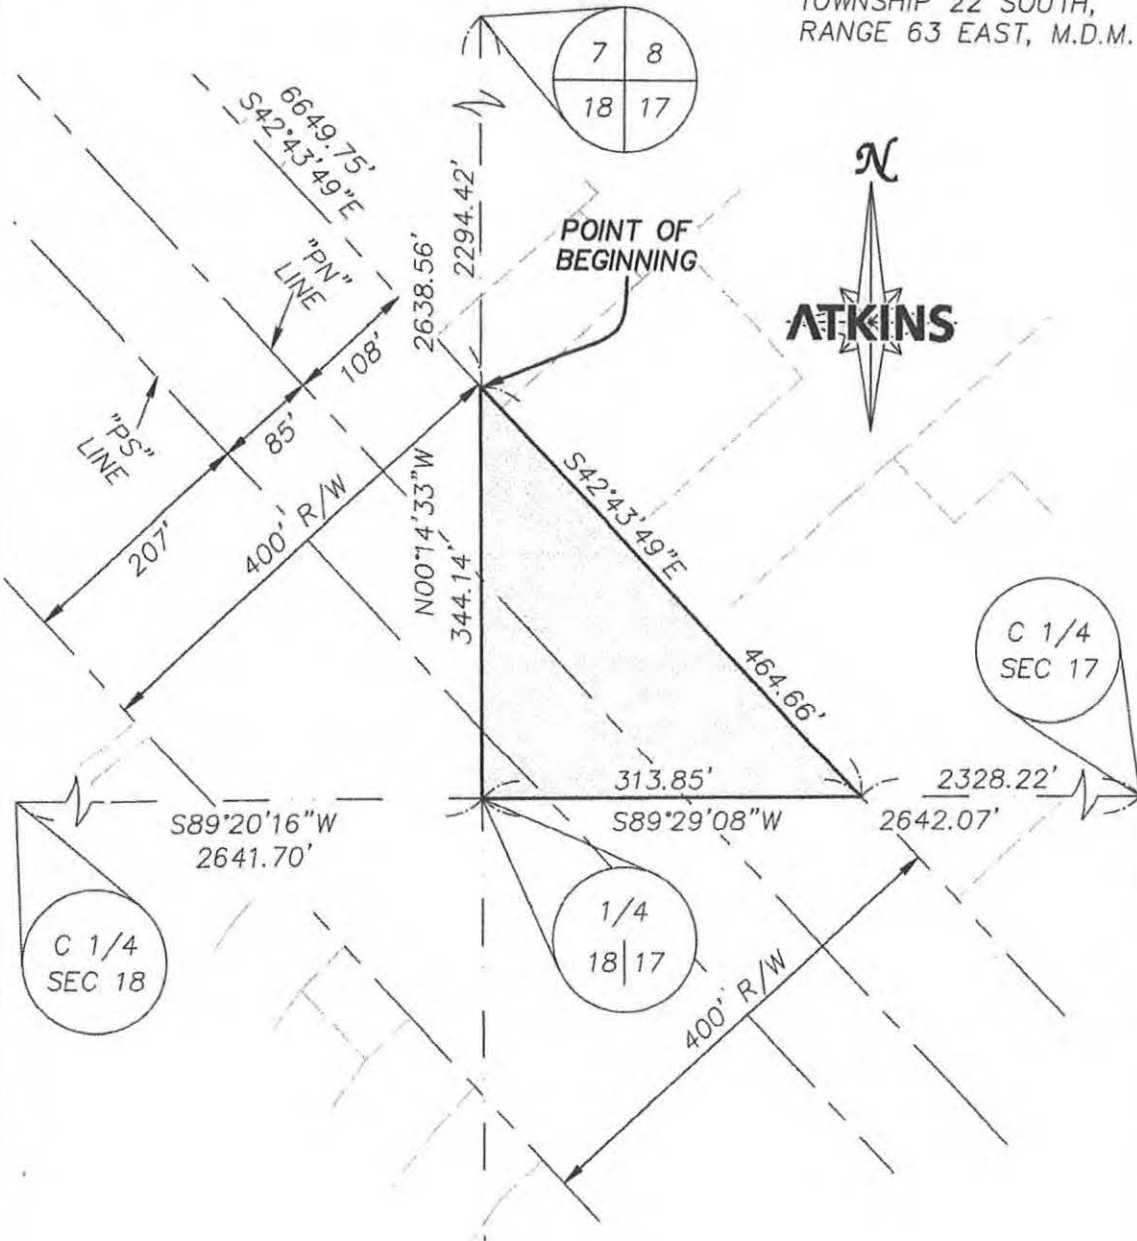 TOWNSHIP 22 SOUTH,
RANGE 63 EAST, M.D.M.
7 8
18 17
6649.75'
S42°43'49"E
2294.42'
2638.56'
POINT OF
BEGINNING
N
ATKINS
"PN"
LINE
108'
"PS"
LINE
85'
207'
400' R/W
N00°14'33"W
344.14'
S42°43'49"E
464.66'
C 1/4
SEC 17
313.85'
S89°29'08"W
2328.22'
2642.07'
S89°20'16"W
2641.70'
C 1/4
SEC 18
1/4
18|17
400' R/W